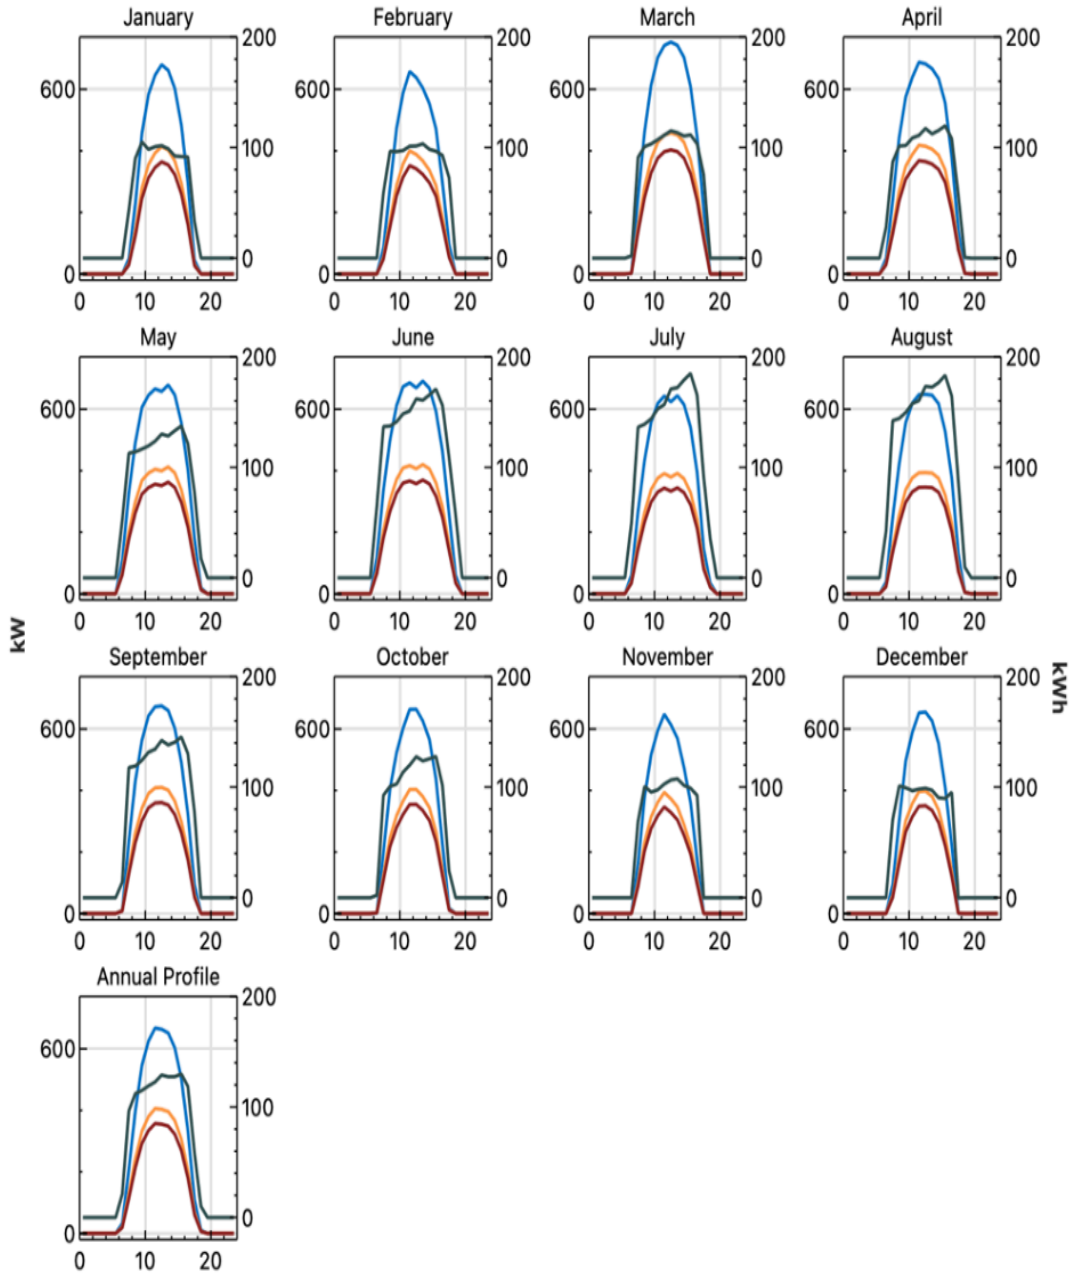 January February March April
200 200 200 200
600 600 600 600
100 100 100 100
0 0 0 0
0 0 0 0
0 10 20 0 10 20 0 10 20 0 10 20
May June July August
200 200 200 200
600 600 600 600
100 100 100 100
0 0 0 0
0 0 0 0
0 10 20 0 10 20 0 10 20 0 10 20
kW
September October November December
200 200 200 200
kWh
600 600 600 600
100 100 100 100
0 0 0 0
0 0 0 0
0 10 20 0 10 20 0 10 20 0 10 20
Annual Profile
200
600
100
0
0
0 10 20